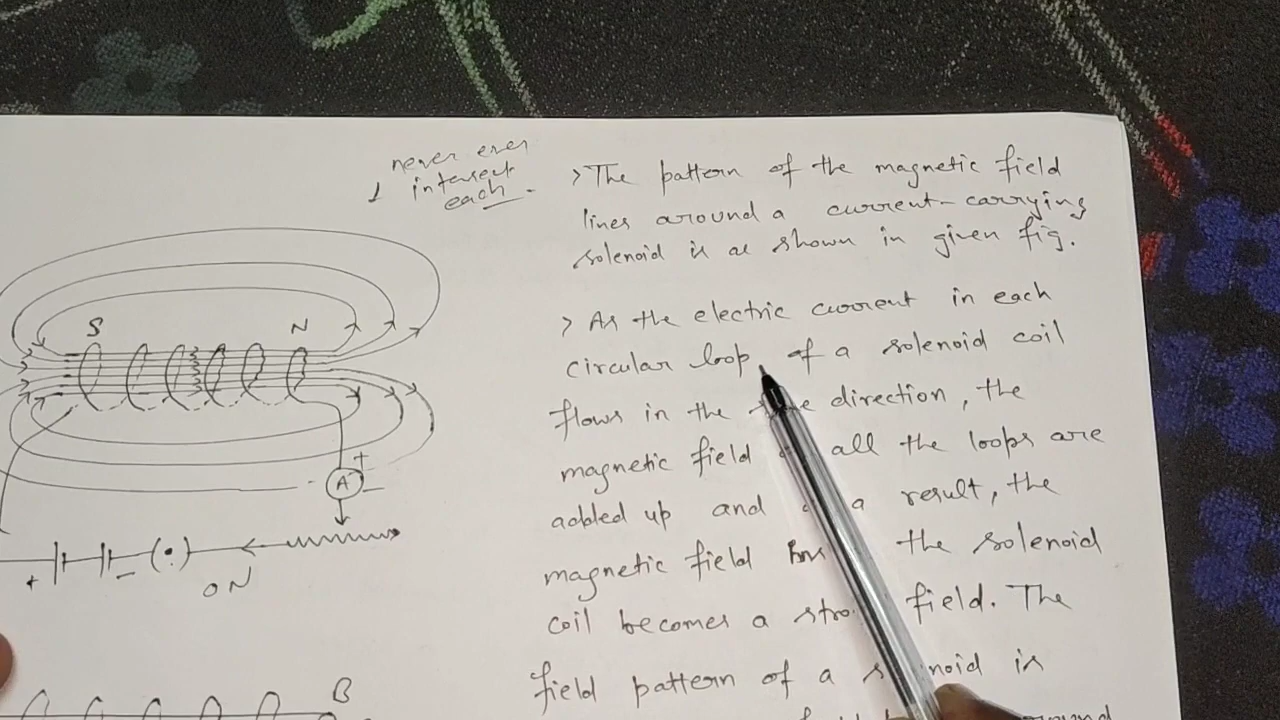 never ever
intersect
each
> The pattern of the magnetic field
lines around a current-carrying
solenoid is as shown in given fig.
> As the electric current in each
circular loop of a solenoid coil
flows in the direction, the
magnetic field all the loops are
added up and a result, the
magnetic field the solenoid
coil becomes a field. The
field pattern of a is
S
N
+
A
-
+
-
ON
B